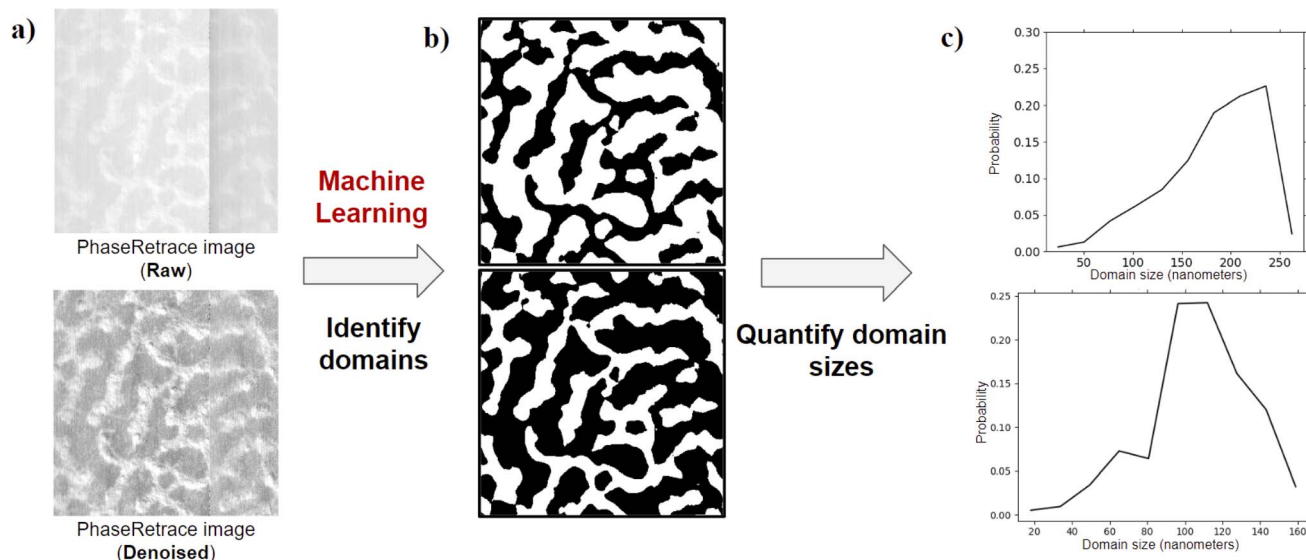 a)
PhaseRetrace image
(Raw)
PhaseRetrace image
(Denoised)
Machine
Learning
Identify
domains
b)
Quantify domain
sizes
c)
0.30
0.25
0.20
0.15
0.10
0.05
0.00
Probability
50 100 150 200 250
Domain size (nanometers)
0.25
0.20
0.15
0.10
0.05
0.00
Probability
20 40 60 80 100 120 140 160
Domain size (nanometers)